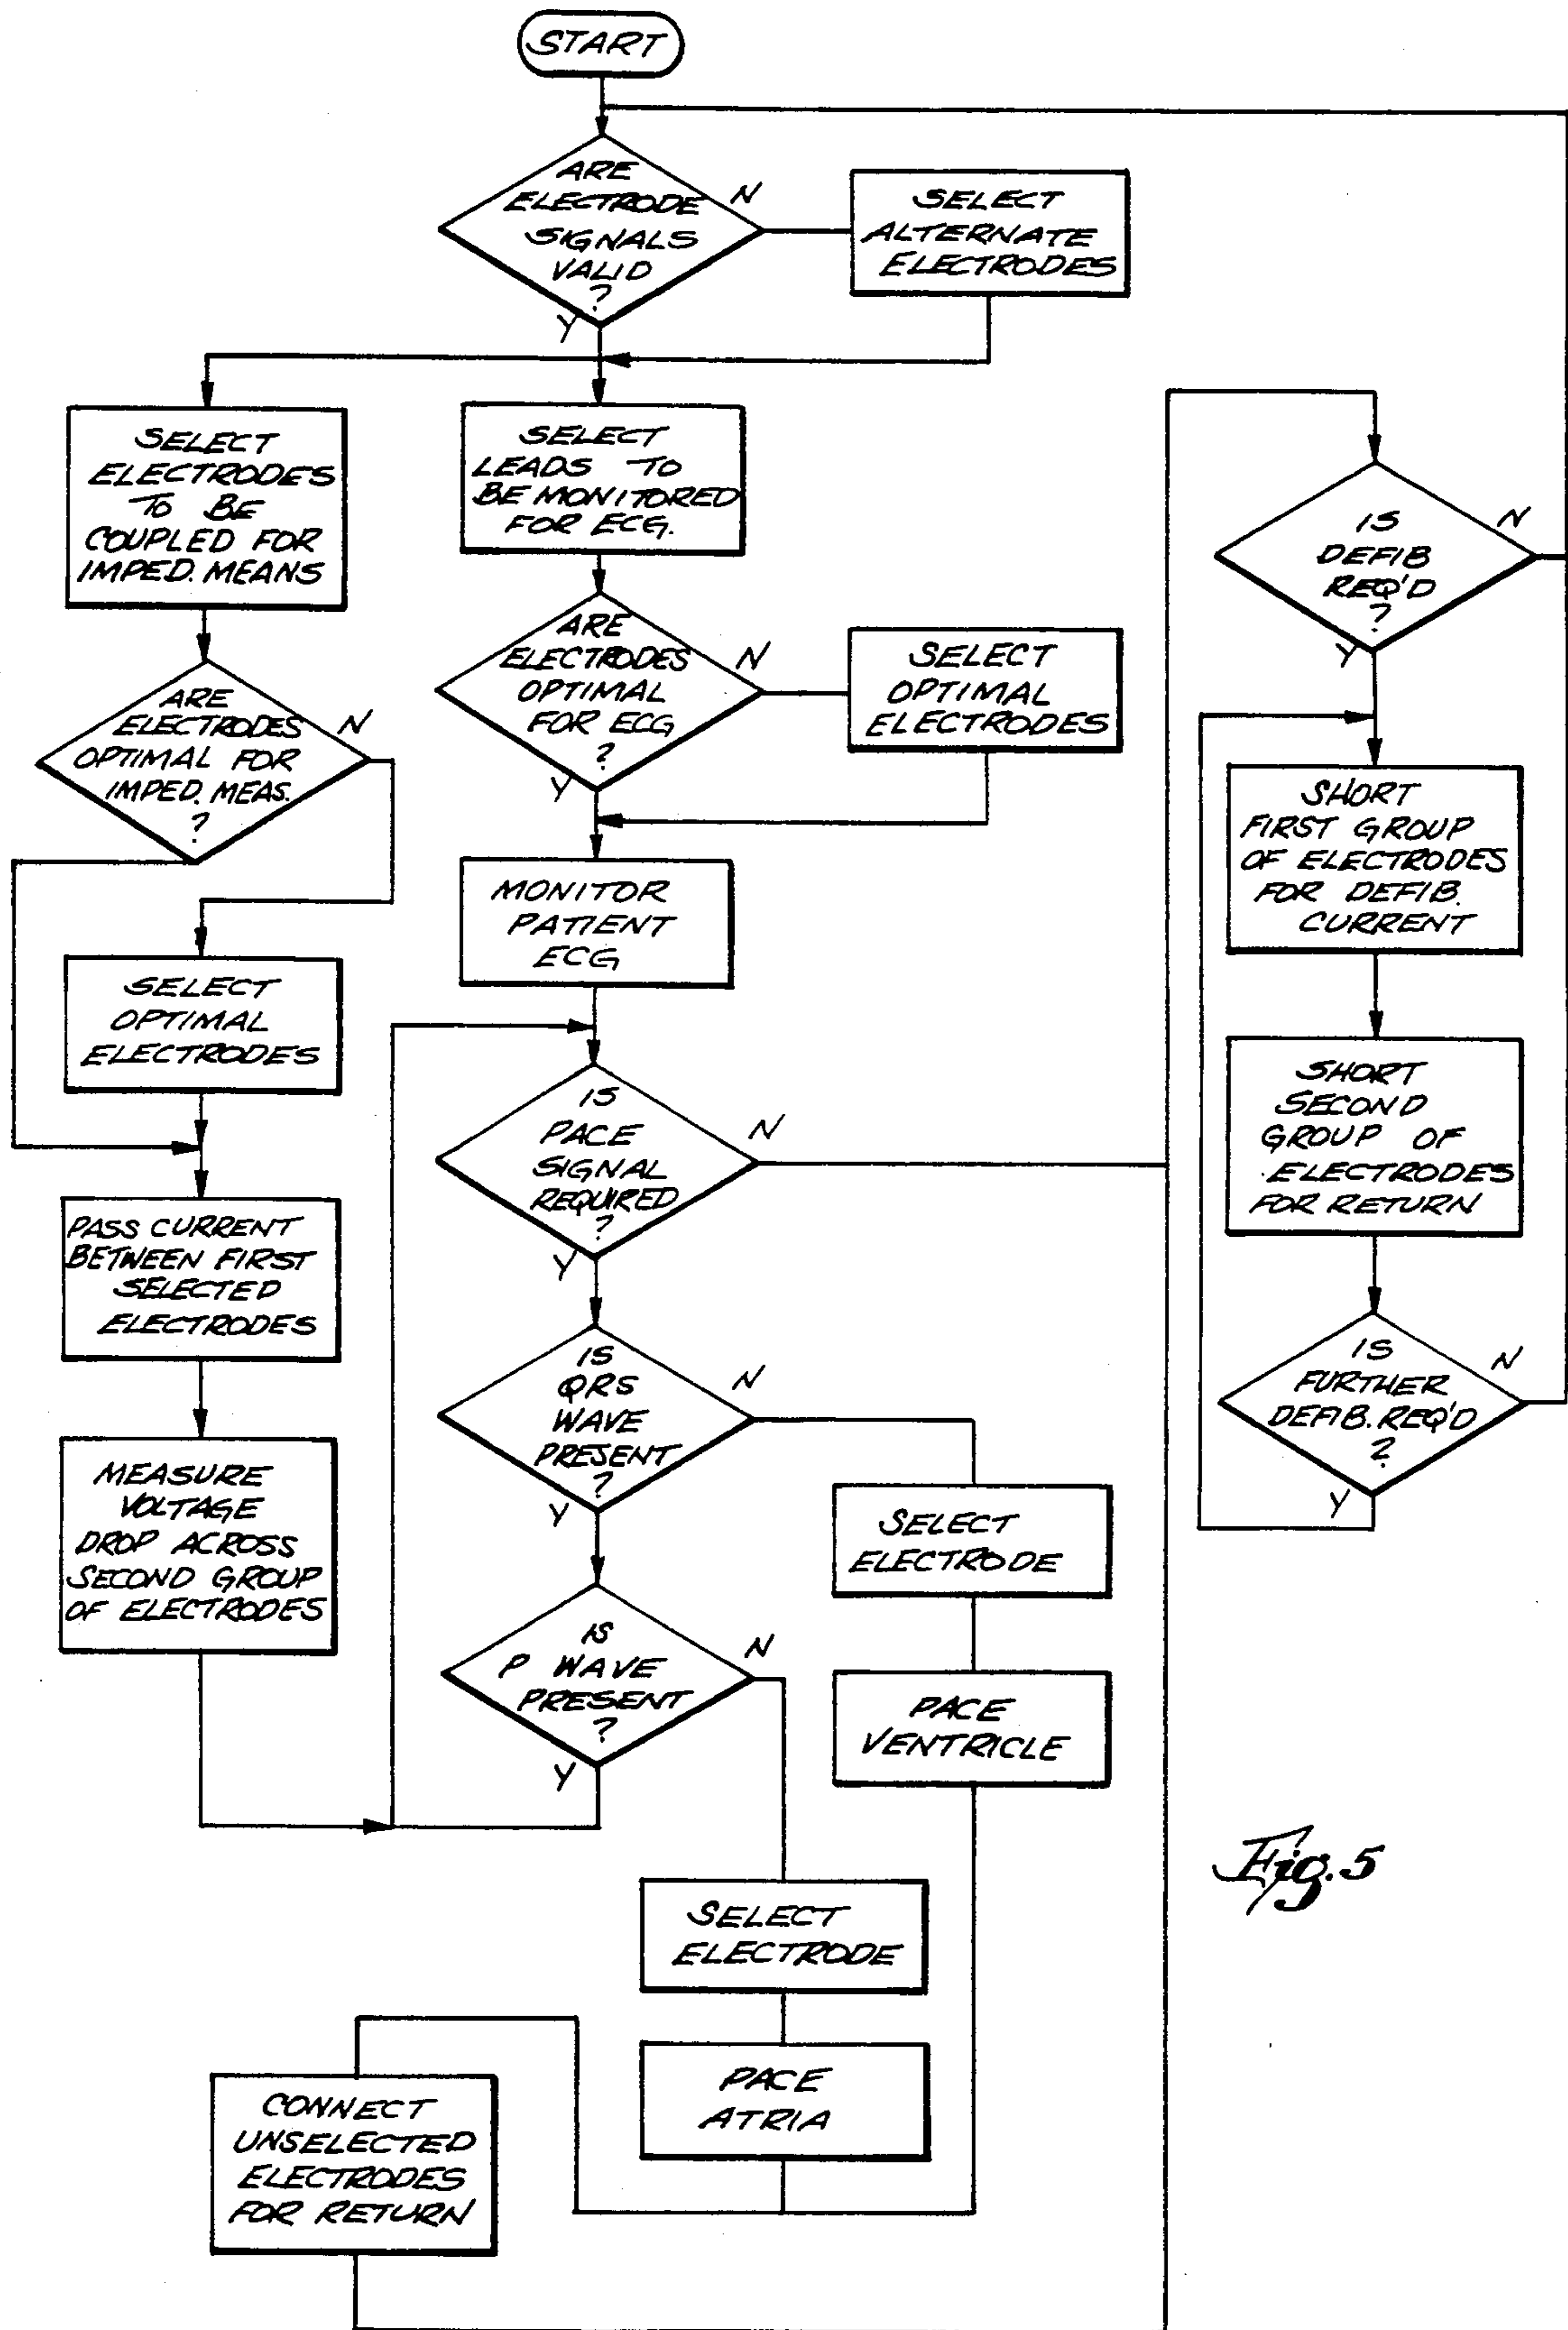 START
ARE
ELECTRODE
SIGNALS
VALID
?
N
Y
SELECT
ALTERNATE
ELECTRODES
SELECT
ELECTRODES
TO BE
COUPLED FOR
IMPED. MEANS
SELECT
LEADS TO
BE MONITORED
FOR ECG.
ARE
ELECTRODES
OPTIMAL FOR
IMPED. MEAS.
?
N
ARE
ELECTRODES
OPTIMAL
FOR ECG
?
N
Y
SELECT
OPTIMAL
ELECTRODES
SELECT
OPTIMAL
ELECTRODES
MONITOR
PATIENT
ECG
PASS CURRENT
BETWEEN FIRST
SELECTED
ELECTRODES
MEASURE
VOLTAGE
DROP ACROSS
SECOND GROUP
OF ELECTRODES
IS
PACE
SIGNAL
REQUIRED
?
N
Y
IS
QRS
WAVE
PRESENT
?
N
Y
IS
P WAVE
PRESENT
?
N
Y
SELECT
ELECTRODE
PACE
VENTRICLE
SELECT
ELECTRODE
PACE
ATRIA
CONNECT
UNSELECTED
ELECTRODES
FOR RETURN
IS
DEFIB
REQ'D
?
N
Y
SHORT
FIRST GROUP
OF ELECTRODES
FOR DEFIB.
CURRENT
SHORT
SECOND
GROUP OF
ELECTRODES
FOR RETURN
IS
FURTHER
DEFIB. REQ'D
?
N
Y
Fig. 5